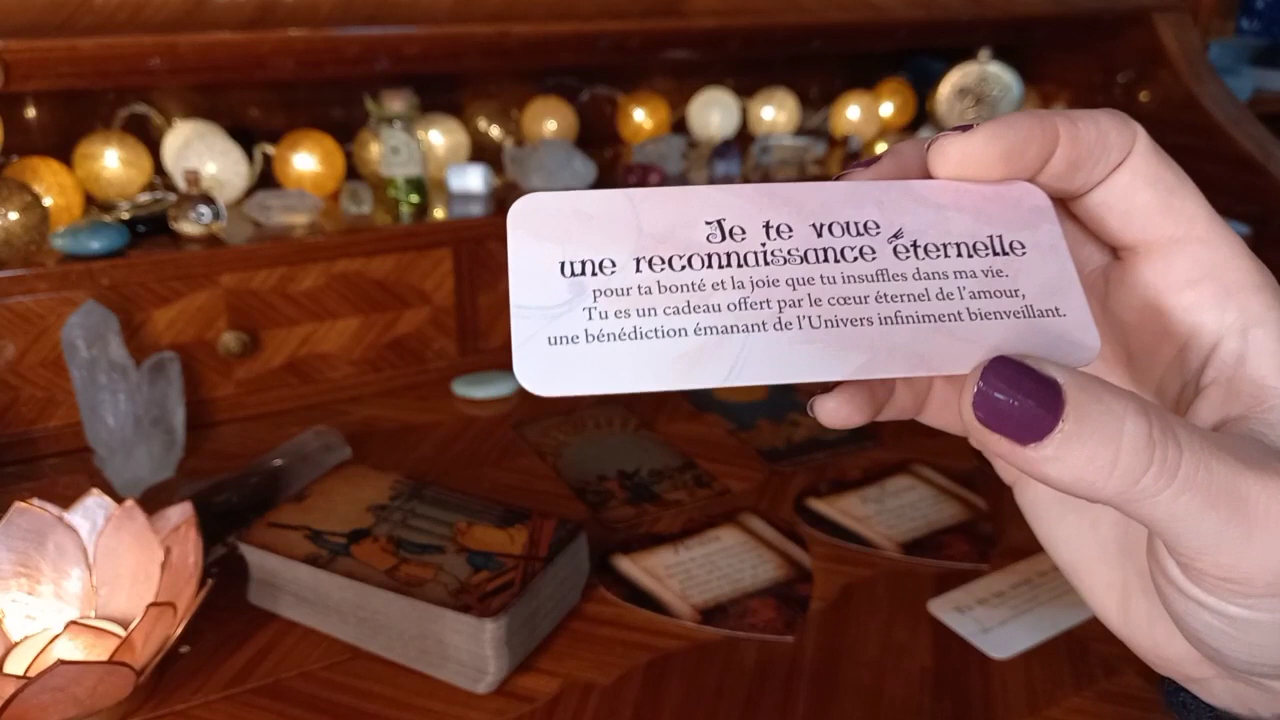 Je te voue
une reconnaissance éternelle
pour ta bonté et la joie que tu insuffles dans ma vie.
Tu es un cadeau offert par le cœur éternel de l'amour,
une bénédiction émanant de l'Univers infiniment bienveillant.